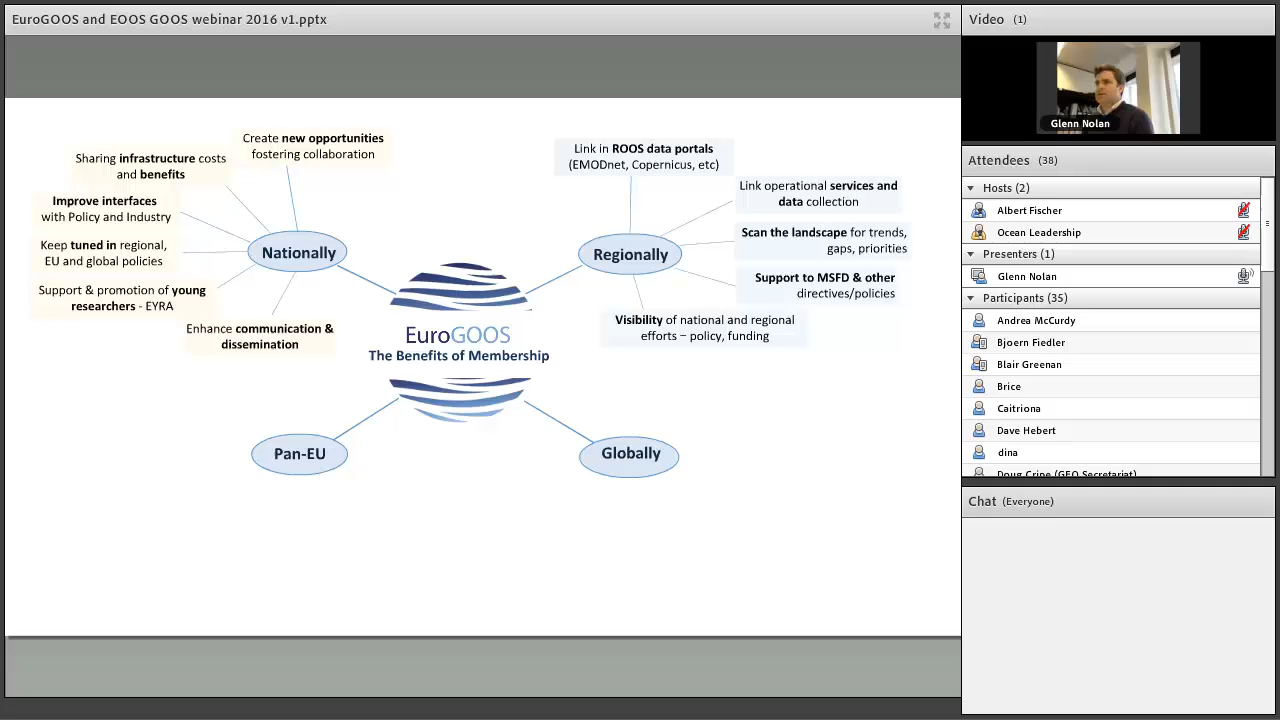 EuroGOOS and EOOS GOOS webinar 2016 v1.pptx
Create new opportunities
fostering collaboration
Sharing infrastructure costs
and benefits
Improve interfaces
with Policy and Industry
Keep tuned in regional,
EU and global policies
Support & promotion of young
researchers - EYRA
Enhance communication &
dissemination
Nationally
Link in ROOS data portals
(EMODnet, Copernicus, etc)
Link operational services and
data collection
Scan the landscape for trends,
gaps, priorities
Support to MSFD & other
directives/policies
Visibility of national and regional
efforts – policy, funding
Regionally
EuroGOOS
The Benefits of Membership
Pan-EU
Globally
Video (1)
Glenn Nolan
Attendees (38)
Hosts (2)
Albert Fischer
Ocean Leadership
Presenters (1)
Glenn Nolan
Participants (35)
Andrea McCurdy
Bjoern Fiedler
Blair Greenan
Brice
Caitriona
Dave Hebert
dina
Doug Cripe (GEO Secretariat)
Chat (Everyone)